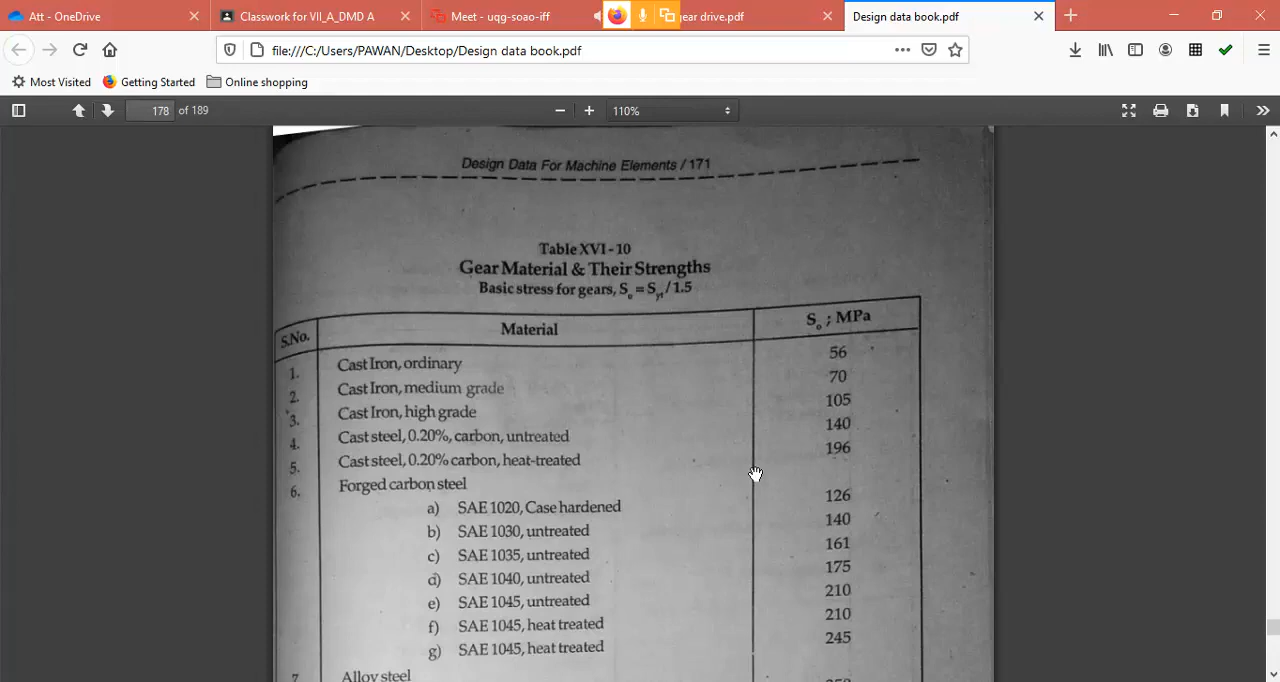 Att - OneDrive
Classwork for VII_A_DMD A
Meet - uqg-soao-iff
gear drive.pdf
Design data book.pdf
file:///C:/Users/PAWAN/Desktop/Design data book.pdf
Most Visited
Getting Started
Online shopping
178 of 189
110%
Design Data For Machine Elements / 171
Table XVI - 10
Gear Material & Their Strengths
Basic stress for gears, So = Syt / 1.5
S.No. Material So ; MPa
1. Cast Iron, ordinary 56
2. Cast Iron, medium grade 70
3. Cast Iron, high grade 105
4. Cast steel, 0.20%, carbon, untreated 140
5. Cast steel, 0.20% carbon, heat-treated 196
6. Forged carbon steel
a) SAE 1020, Case hardened 126
b) SAE 1030, untreated 140
c) SAE 1035, untreated 161
d) SAE 1040, untreated 175
e) SAE 1045, untreated 210
f) SAE 1045, heat treated 210
g) SAE 1045, heat treated 245
7 Alloy steel